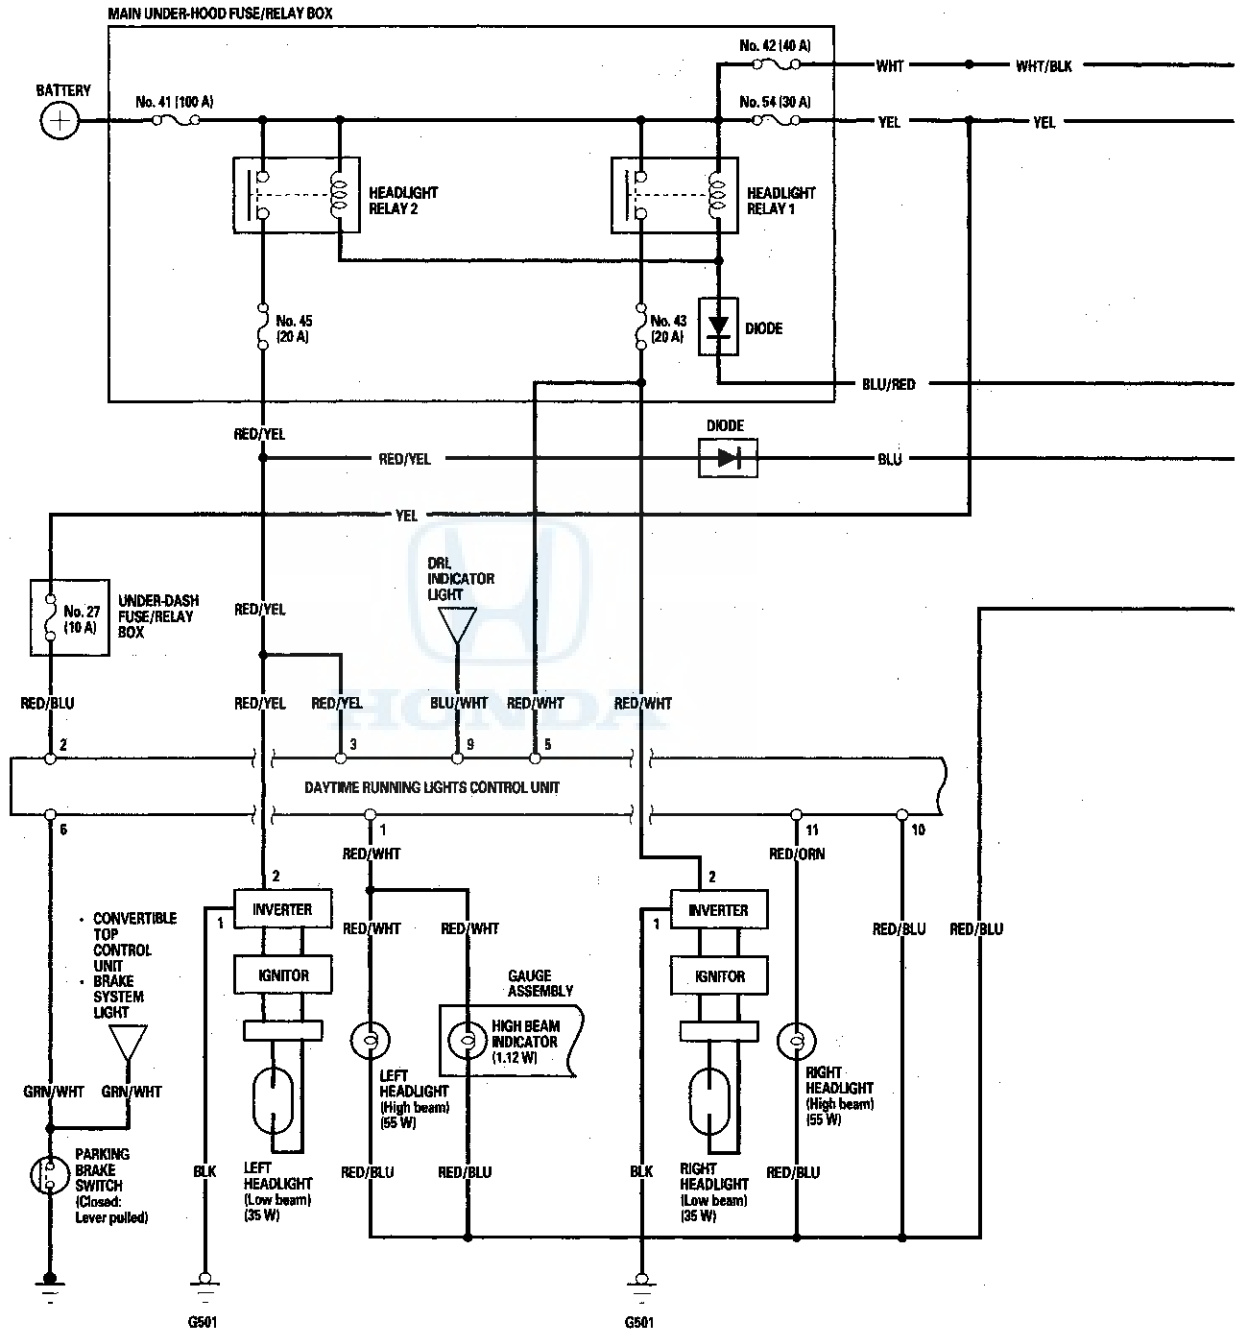 MAIN UNDER-HOOD FUSE/RELAY BOX
No. 42 (40 A)
WHT
WHT/BLK
BATTERY
No. 41 (100 A)
No. 54 (30 A)
YEL
YEL
HEADLIGHT
RELAY 2
HEADLIGHT
RELAY 1
No. 45
(20 A)
No. 43
(20 A)
DIODE
BLU/RED
RED/YEL
DIODE
RED/YEL
BLU
YEL
DRL
INDICATOR
LIGHT
No. 27
(10 A)
UNDER-DASH
FUSE/RELAY
BOX
RED/YEL
HONDA
RED/BLU
RED/YEL
RED/YEL
BLU/WHT
RED/WHT
RED/WHT
2
3
9
5
DAYTIME RUNNING LIGHTS CONTROL UNIT
6
1
11
10
RED/WHT
RED/ORN
2
2
INVERTER
1
INVERTER
1
• CONVERTIBLE
TOP
CONTROL
UNIT
• BRAKE
SYSTEM
LIGHT
RED/WHT
RED/WHT
RED/BLU
RED/BLU
IGNITOR
IGNITOR
GAUGE
ASSEMBLY
HIGH BEAM
INDICATOR
(1.12 W)
LEFT
HEADLIGHT
(High beam)
(55 W)
RIGHT
HEADLIGHT
(High beam)
(55 W)
GRN/WHT
GRN/WHT
PARKING
BRAKE
SWITCH
(Closed:
Lever pulled)
BLK
LEFT
HEADLIGHT
(Low beam)
(35 W)
RED/BLU
RED/BLU
BLK
RIGHT
HEADLIGHT
(Low beam)
(35 W)
RED/BLU
G501
G501